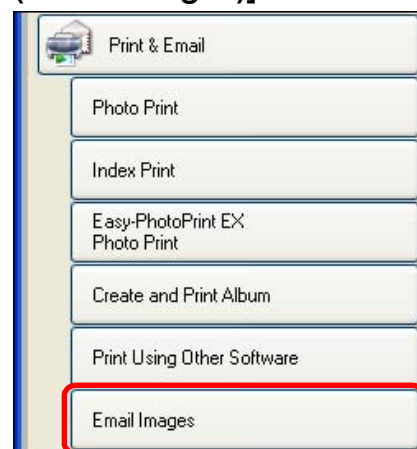 Print & Email
Photo Print
Index Print
Easy-PhotoPrint EX
Photo Print
Create and Print Album
Print Using Other Software
Email Images